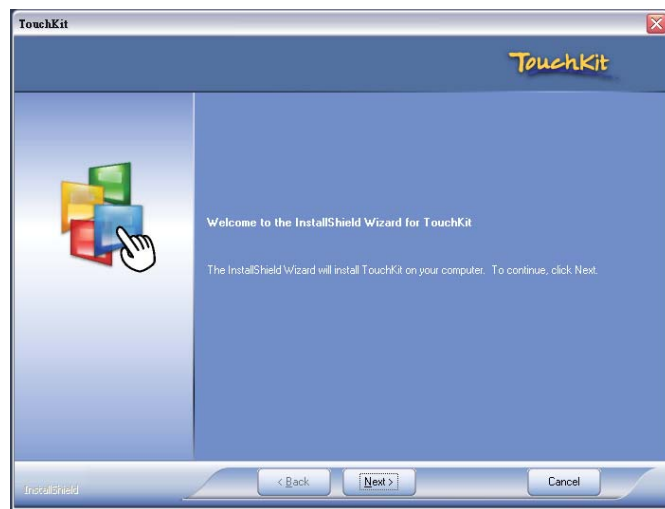 TouchKit
TouchKit
Welcome to the InstallShield Wizard for TouchKit
The InstallShield Wizard will install TouchKit on your computer. To continue, click Next.
InstallShield
< Back
Next >
Cancel